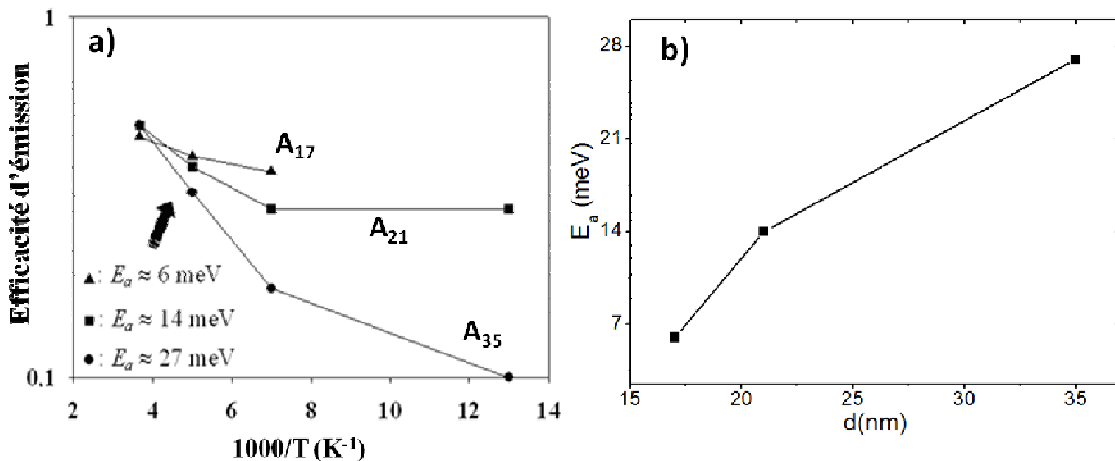 a)
1
0.1
Efficacité d'émission
A17
A21
A35
▲: Ea ≈ 6 meV
■: Ea ≈ 14 meV
●: Ea ≈ 27 meV
2 4 6 8 10 12 14
1000/T (K-1)
b)
28
21
14
7
Ea (meV)
15 20 25 30 35
d(nm)